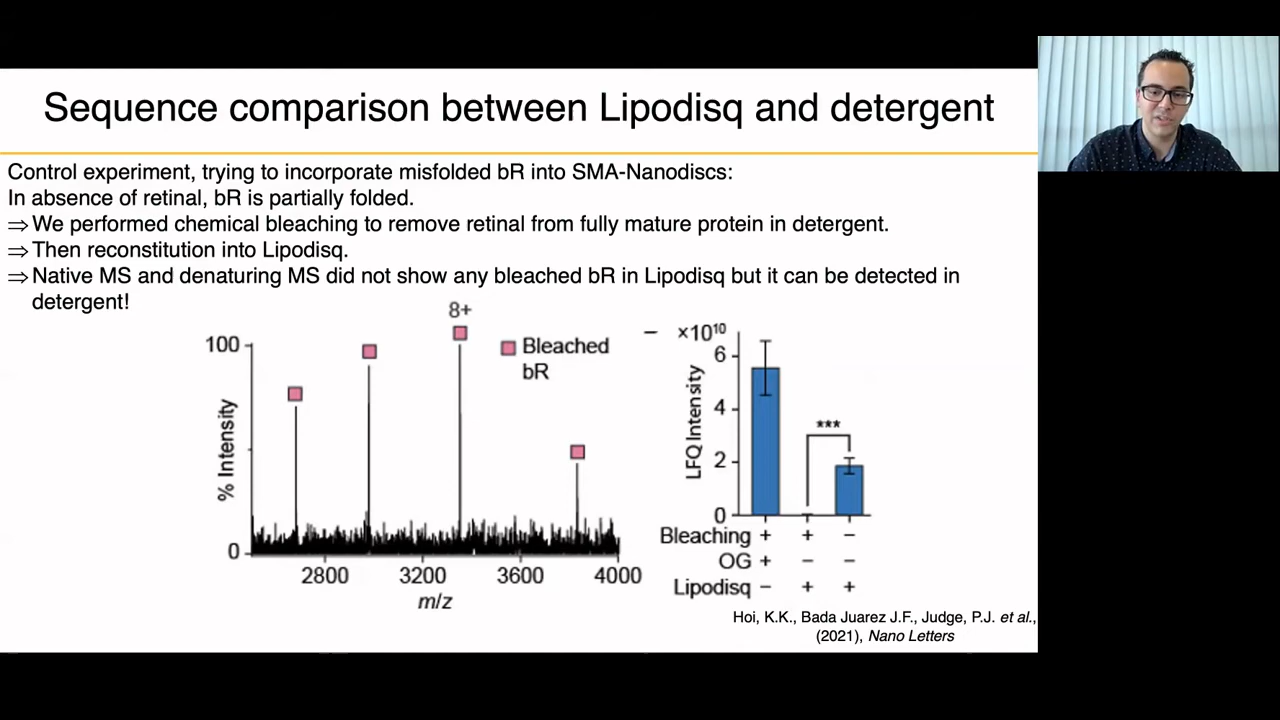 Sequence comparison between Lipodisq and detergent
Control experiment, trying to incorporate misfolded bR into SMA-Nanodiscs:
In absence of retinal, bR is partially folded.
⇒ We performed chemical bleaching to remove retinal from fully mature protein in detergent.
⇒ Then reconstitution into Lipodisq.
⇒ Native MS and denaturing MS did not show any bleached bR in Lipodisq but it can be detected in
detergent!
8+
100
Bleached
bR
% Intensity
0
2800 3200 3600 4000
m/z
– ×10¹⁰
6
4
2
0
LFQ Intensity
***
Bleaching + + –
OG + – –
Lipodisq – + +
Hoi, K.K., Bada Juarez J.F., Judge, P.J. et al.,
(2021), Nano Letters